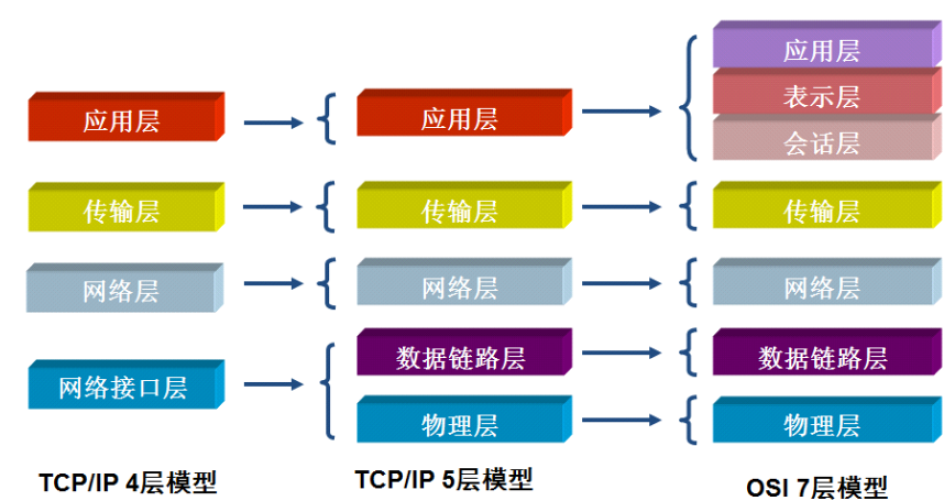 应用层
传输层
网络层
网络接口层
TCP/IP 4层模型
应用层
传输层
网络层
数据链路层
物理层
TCP/IP 5层模型
应用层
表示层
会话层
传输层
网络层
数据链路层
物理层
OSI 7层模型